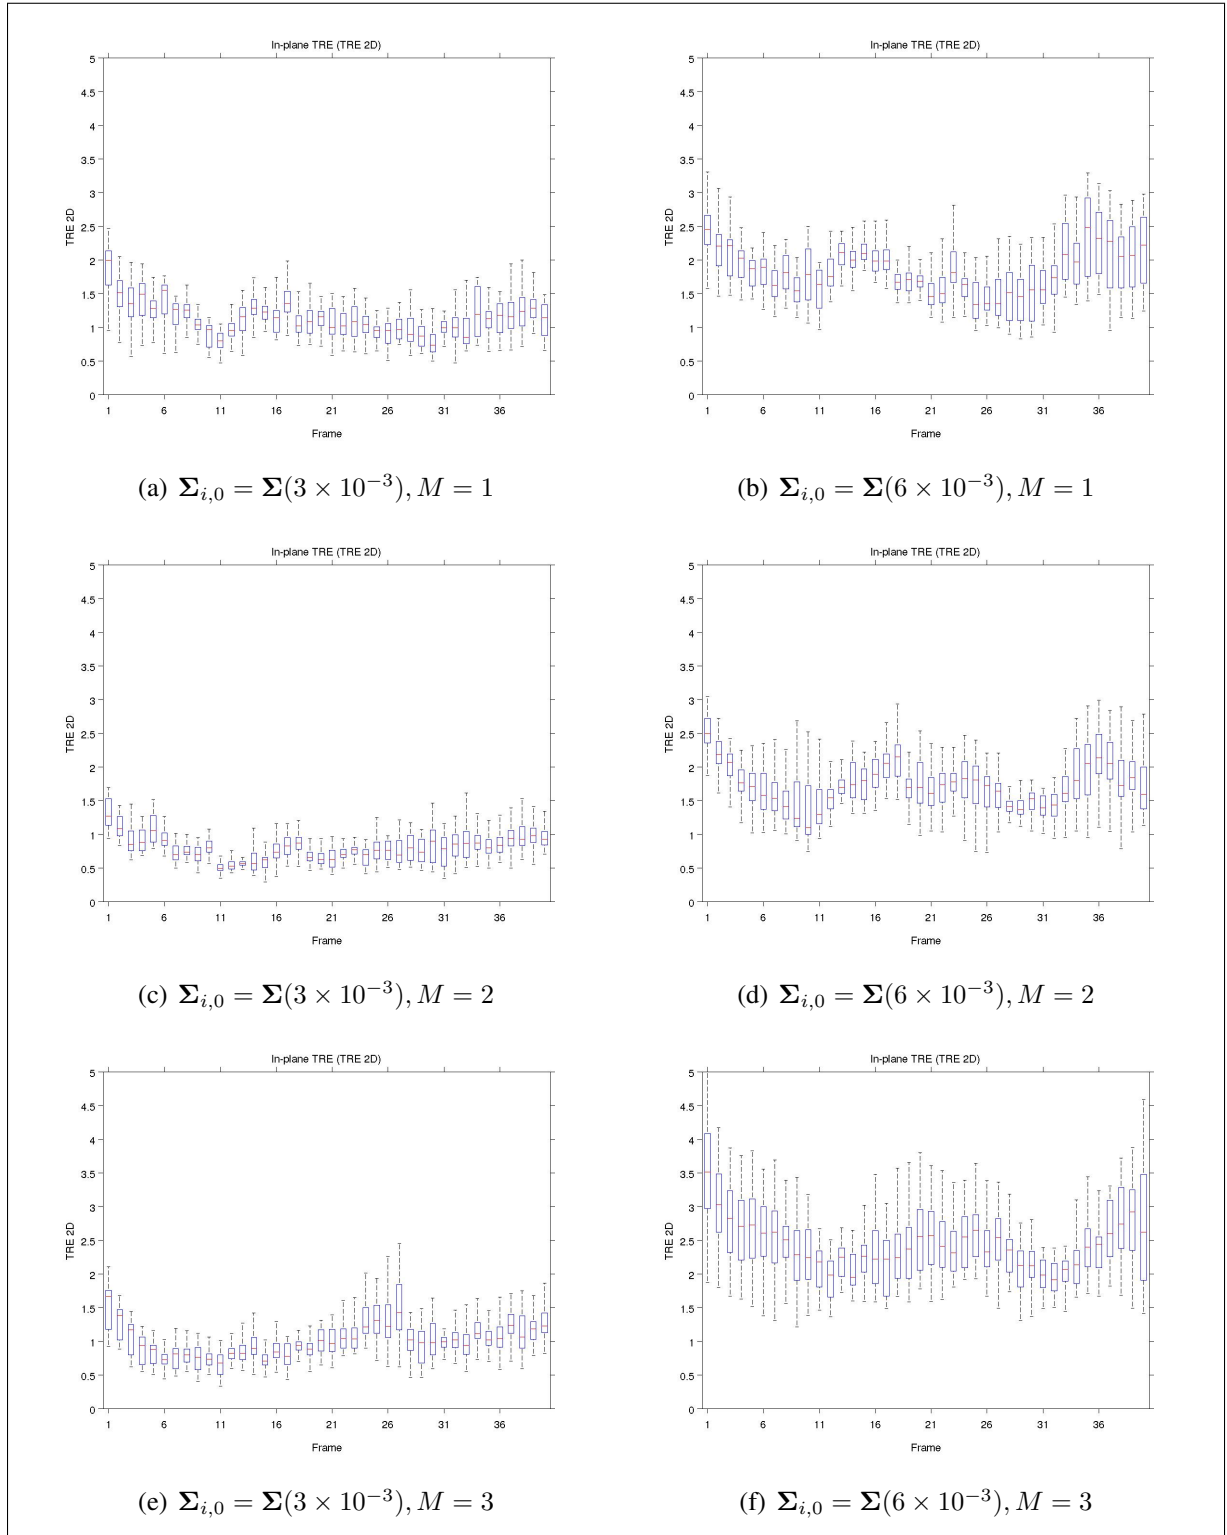 In-plane TRE (TRE 2D)
5
4.5
4
3.5
3
2.5
2
1.5
1
0.5
0
TRE 2D
1 6 11 16 21 26 31 36
Frame
(a) Σ_{i,0} = Σ(3 × 10^{-3}), M = 1
In-plane TRE (TRE 2D)
5
4.5
4
3.5
3
2.5
2
1.5
1
0.5
0
TRE 2D
1 6 11 16 21 26 31 36
Frame
(b) Σ_{i,0} = Σ(6 × 10^{-3}), M = 1
In-plane TRE (TRE 2D)
5
4.5
4
3.5
3
2.5
2
1.5
1
0.5
0
TRE 2D
1 6 11 16 21 26 31 36
Frame
(c) Σ_{i,0} = Σ(3 × 10^{-3}), M = 2
In-plane TRE (TRE 2D)
5
4.5
4
3.5
3
2.5
2
1.5
1
0.5
0
TRE 2D
1 6 11 16 21 26 31 36
Frame
(d) Σ_{i,0} = Σ(6 × 10^{-3}), M = 2
In-plane TRE (TRE 2D)
5
4.5
4
3.5
3
2.5
2
1.5
1
0.5
0
TRE 2D
1 6 11 16 21 26 31 36
Frame
(e) Σ_{i,0} = Σ(3 × 10^{-3}), M = 3
In-plane TRE (TRE 2D)
5
4.5
4
3.5
3
2.5
2
1.5
1
0.5
0
TRE 2D
1 6 11 16 21 26 31 36
Frame
(f) Σ_{i,0} = Σ(6 × 10^{-3}), M = 3